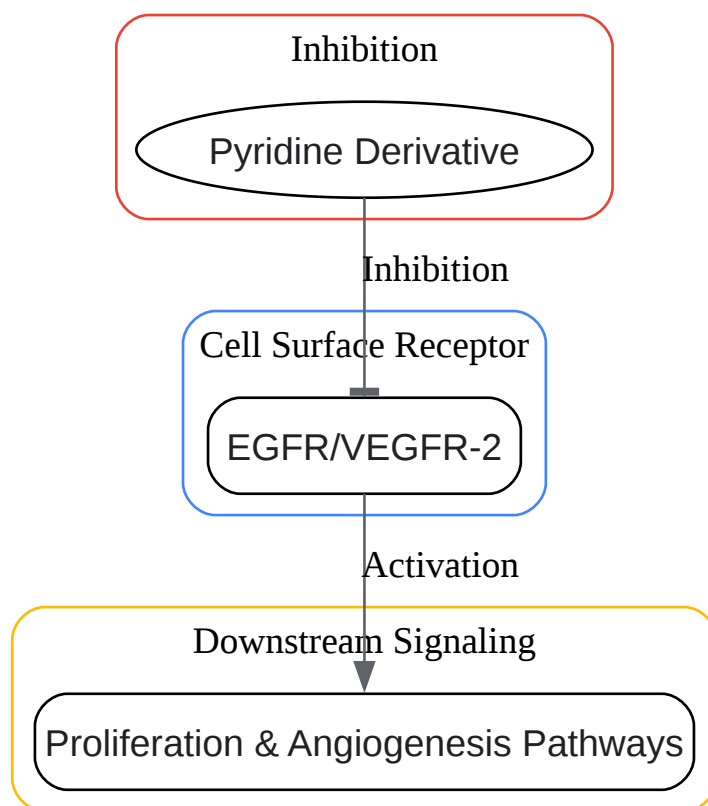 Inhibition
Pyridine Derivative
Inhibition
Cell Surface Receptor
EGFR/VEGFR-2
Activation
Downstream Signaling
Proliferation & Angiogenesis Pathways